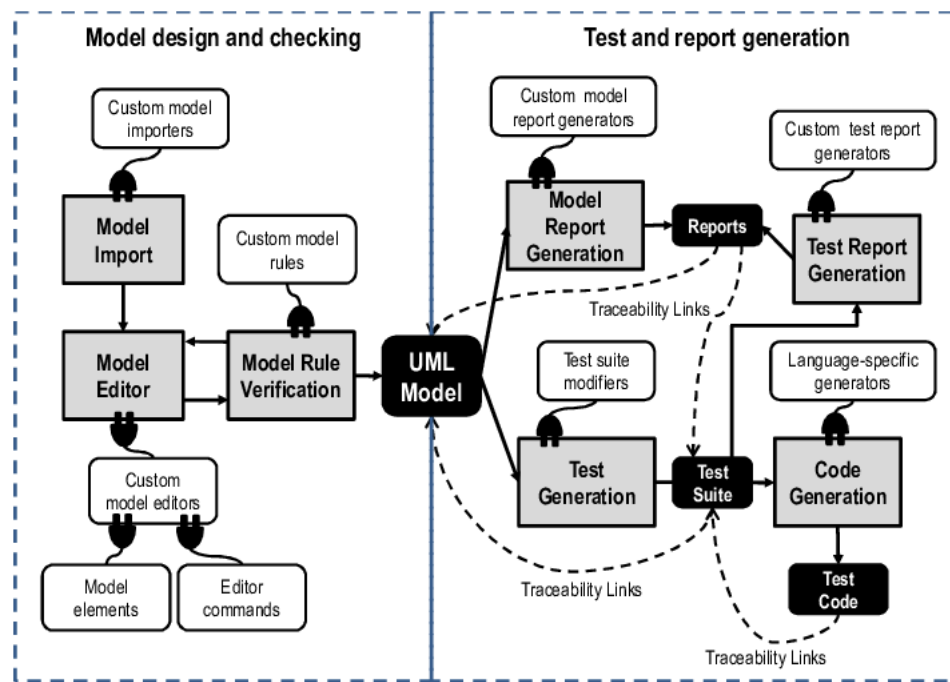 Model design and checking
Test and report generation
Custom model
importers
Custom model
report generators
Custom test report
generators
Model
Import
Custom model
rules
Model
Report
Generation
Reports
Test Report
Generation
Traceability Links
Model
Editor
Model Rule
Verification
UML
Model
Test suite
modifiers
Language-specific
generators
Custom
model editors
Test
Generation
Test
Suite
Code
Generation
Model
elements
Editor
commands
Traceability Links
Test
Code
Traceability Links